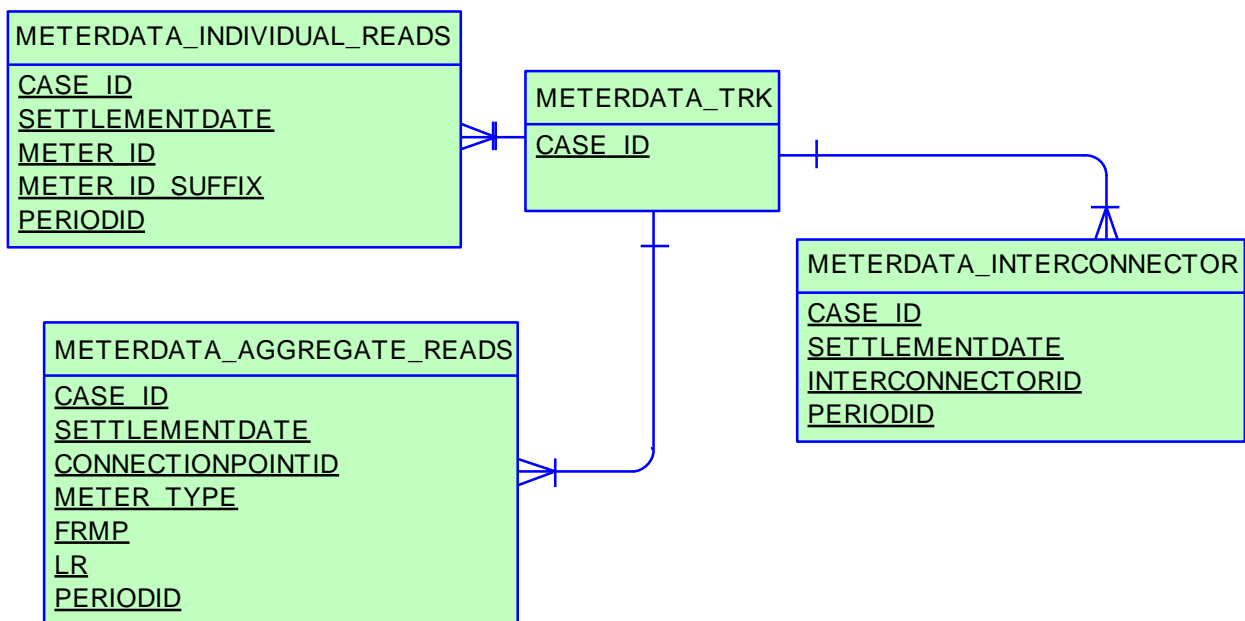 METERDATA_INDIVIDUAL_READS
CASE_ID
SETTLEMENTDATE
METER_ID
METER_ID_SUFFIX
PERIODID
METERDATA_TRK
CASE_ID
METERDATA_INTERCONNECTOR
CASE_ID
SETTLEMENTDATE
INTERCONNECTORID
PERIODID
METERDATA_AGGREGATE_READS
CASE_ID
SETTLEMENTDATE
CONNECTIONPOINTID
METER_TYPE
FRMP
LR
PERIODID